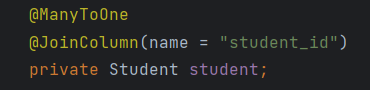 @ManyToOne
@JoinColumn(name = "student_id")
private Student student;